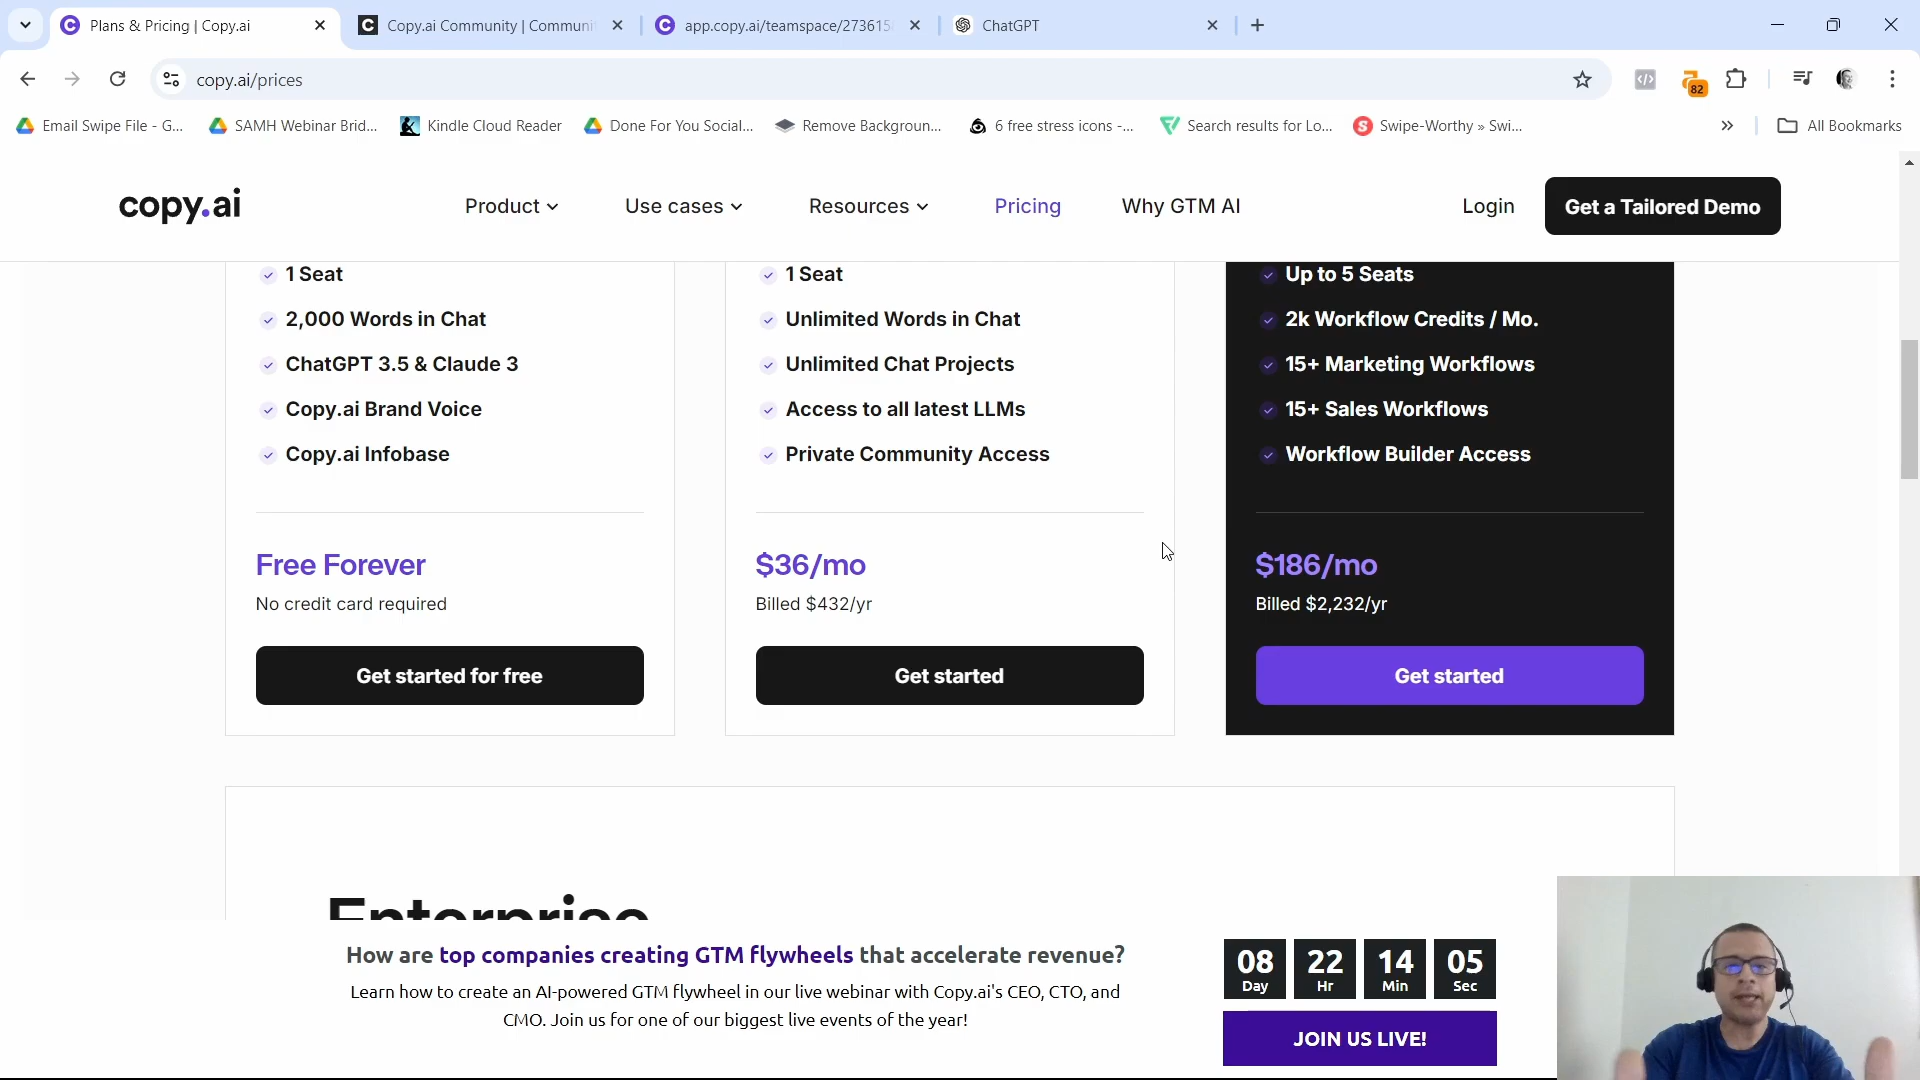 Plans & Pricing | Copy.ai
Copy.ai Community | Communi
app.copy.ai/teamspace/273615
ChatGPT
copy.ai/prices
82
Email Swipe File - G...
SAMH Webinar Brid...
Kindle Cloud Reader
Done For You Social...
Remove Backgroun...
6 free stress icons -...
Search results for Lo...
Swipe-Worthy » Swi...
All Bookmarks
copy.ai
Product
Use cases
Resources
Pricing
Why GTM AI
Login
Get a Tailored Demo
1 Seat
2,000 Words in Chat
ChatGPT 3.5 & Claude 3
Copy.ai Brand Voice
Copy.ai Infobase
Free Forever
No credit card required
Get started for free
1 Seat
Unlimited Words in Chat
Unlimited Chat Projects
Access to all latest LLMs
Private Community Access
$36/mo
Billed $432/yr
Get started
Up to 5 Seats
2k Workflow Credits / Mo.
15+ Marketing Workflows
15+ Sales Workflows
Workflow Builder Access
$186/mo
Billed $2,232/yr
Get started
Enterprise
How are top companies creating GTM flywheels that accelerate revenue?
Learn how to create an AI-powered GTM flywheel in our live webinar with Copy.ai's CEO, CTO, and
CMO. Join us for one of our biggest live events of the year!
08 22 14 05
Day Hr Min Sec
JOIN US LIVE!